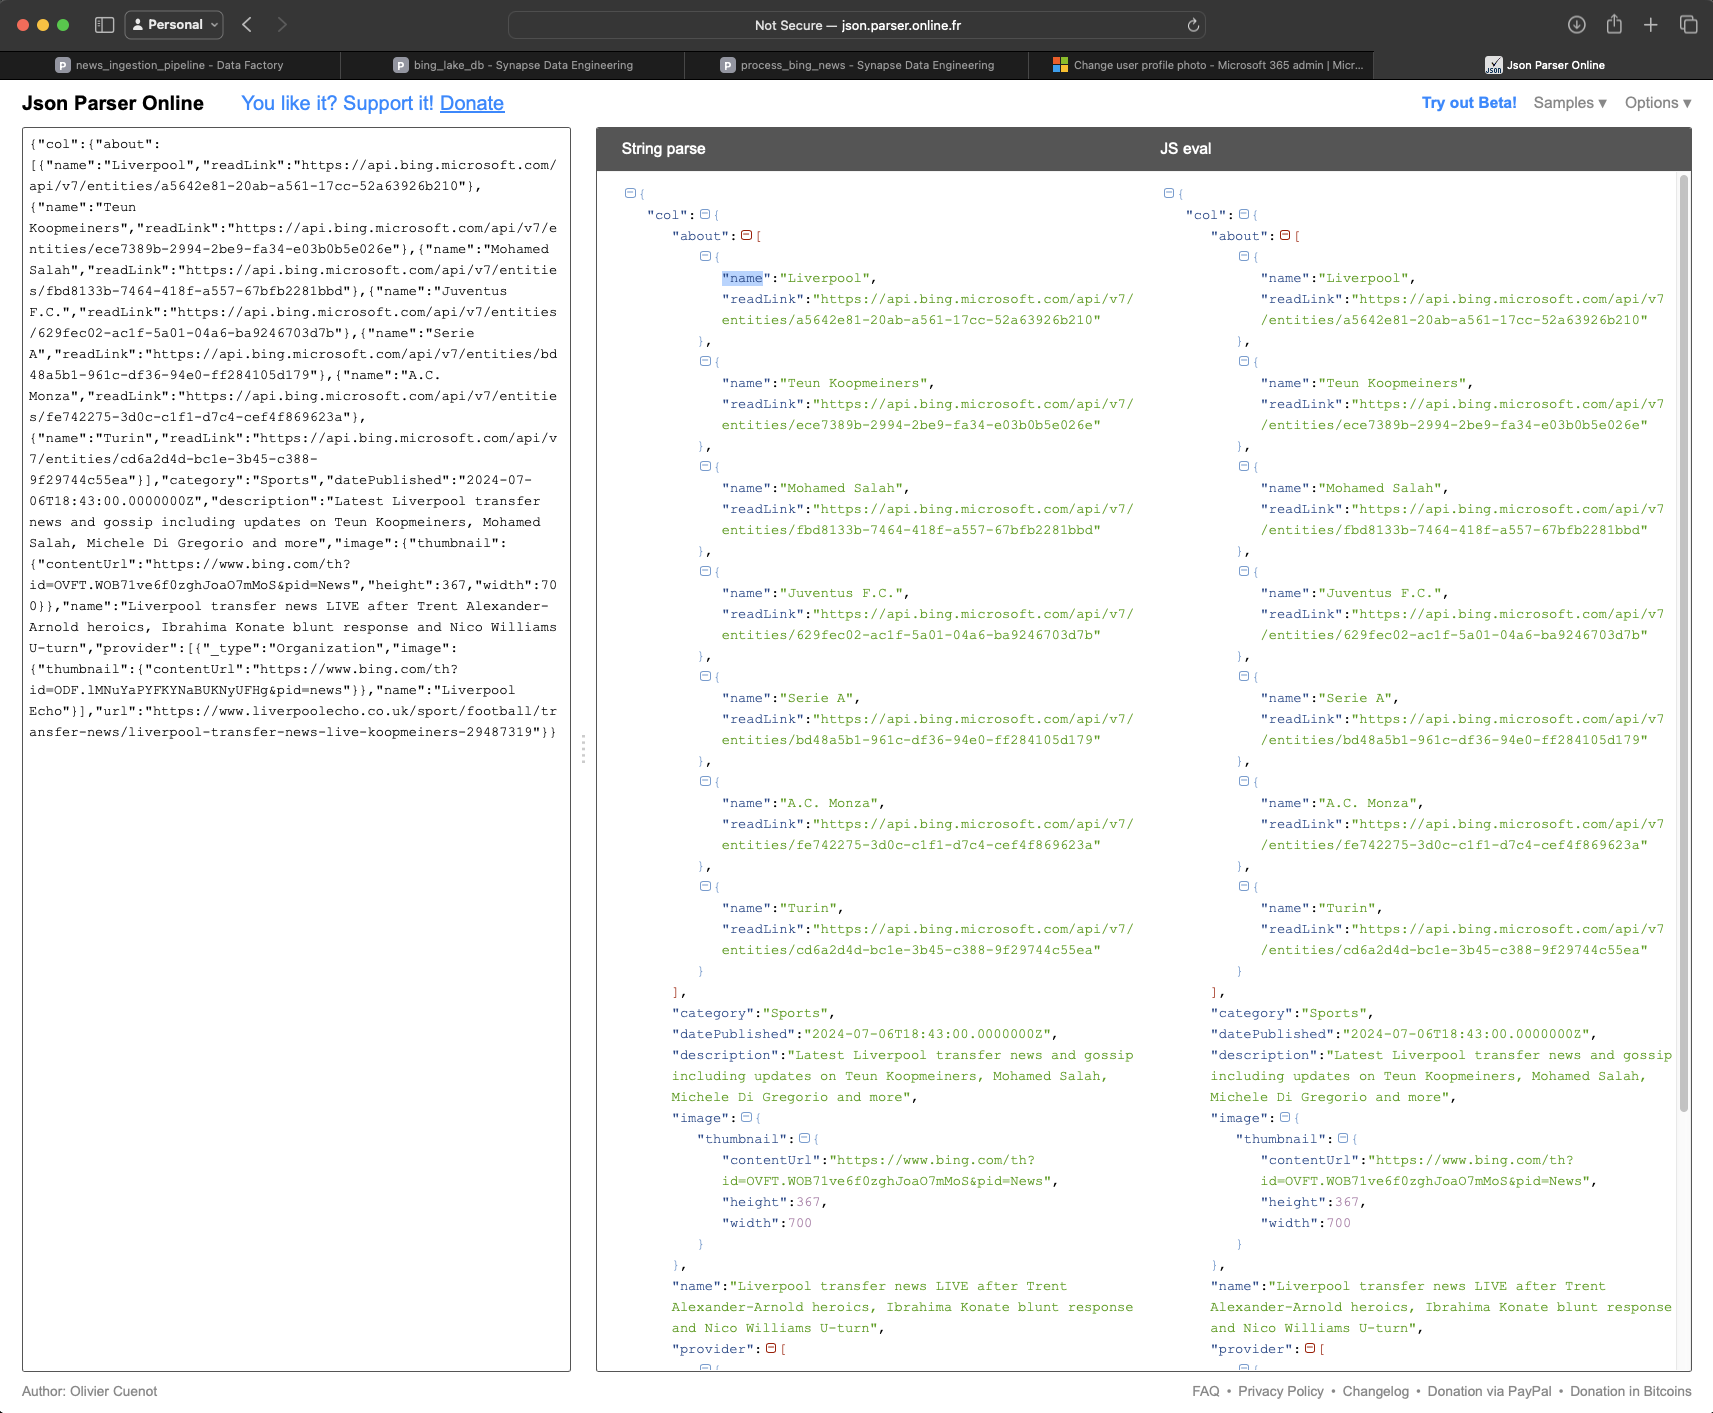 Personal
Not Secure — json.parser.online.fr
news_ingestion_pipeline - Data Factory
bing_lake_db - Synapse Data Engineering
process_bing_news - Synapse Data Engineering
Change user profile photo - Microsoft 365 admin | Micr...
Json Parser Online
Json Parser Online
You like it? Support it! Donate
Try out Beta!
Samples ▾
Options ▾
{"col":{"about":
[{"name":"Liverpool","readLink":"https://api.bing.microsoft.com/
api/v7/entities/a5642e81-20ab-a561-17cc-52a63926b210"},
{"name":"Teun
Koopmeiners","readLink":"https://api.bing.microsoft.com/api/v7/e
ntities/ece7389b-2994-2be9-fa34-e03b0b5e026e"},{"name":"Mohamed
Salah","readLink":"https://api.bing.microsoft.com/api/v7/entitie
s/fbd8133b-7464-418f-a557-67bfb2281bbd"},{"name":"Juventus
F.C.","readLink":"https://api.bing.microsoft.com/api/v7/entities
/629fec02-ac1f-5a01-04a6-ba9246703d7b"},{"name":"Serie
A","readLink":"https://api.bing.microsoft.com/api/v7/entities/bd
48a5b1-961c-df36-94e0-ff284105d179"},{"name":"A.C.
Monza","readLink":"https://api.bing.microsoft.com/api/v7/entitie
s/fe742275-3d0c-c1f1-d7c4-cef4f869623a"},
{"name":"Turin","readLink":"https://api.bing.microsoft.com/api/v
7/entities/cd6a2d4d-bc1e-3b45-c388-
9f29744c55ea"}],"category":"Sports","datePublished":"2024-07-
06T18:43:00.0000000Z","description":"Latest Liverpool transfer
news and gossip including updates on Teun Koopmeiners, Mohamed
Salah, Michele Di Gregorio and more","image":{"thumbnail":
{"contentUrl":"https://www.bing.com/th?
id=OVFT.WOB71ve6f0zghJoaO7mMoS&pid=News","height":367,"width":70
0}},"name":"Liverpool transfer news LIVE after Trent Alexander-
Arnold heroics, Ibrahima Konate blunt response and Nico Williams
U-turn","provider":[{"_type":"Organization","image":
{"thumbnail":{"contentUrl":"https://www.bing.com/th?
id=ODF.lMNuYaPYFKYNaBUKNyUFHg&pid=news"}},"name":"Liverpool
Echo"}],"url":"https://www.liverpoolecho.co.uk/sport/football/tr
ansfer-news/liverpool-transfer-news-live-koopmeiners-29487319"}}
String parse
{
"col":{
"about":[
{
"name":"Liverpool",
"readLink":"https://api.bing.microsoft.com/api/v7/
entities/a5642e81-20ab-a561-17cc-52a63926b210"
},
{
"name":"Teun Koopmeiners",
"readLink":"https://api.bing.microsoft.com/api/v7/
entities/ece7389b-2994-2be9-fa34-e03b0b5e026e"
},
{
"name":"Mohamed Salah",
"readLink":"https://api.bing.microsoft.com/api/v7/
entities/fbd8133b-7464-418f-a557-67bfb2281bbd"
},
{
"name":"Juventus F.C.",
"readLink":"https://api.bing.microsoft.com/api/v7/
entities/629fec02-ac1f-5a01-04a6-ba9246703d7b"
},
{
"name":"Serie A",
"readLink":"https://api.bing.microsoft.com/api/v7/
entities/bd48a5b1-961c-df36-94e0-ff284105d179"
},
{
"name":"A.C. Monza",
"readLink":"https://api.bing.microsoft.com/api/v7/
entities/fe742275-3d0c-c1f1-d7c4-cef4f869623a"
},
{
"name":"Turin",
"readLink":"https://api.bing.microsoft.com/api/v7/
entities/cd6a2d4d-bc1e-3b45-c388-9f29744c55ea"
}
],
"category":"Sports",
"datePublished":"2024-07-06T18:43:00.0000000Z",
"description":"Latest Liverpool transfer news and gossip
including updates on Teun Koopmeiners, Mohamed Salah,
Michele Di Gregorio and more",
"image":{
"thumbnail":{
"contentUrl":"https://www.bing.com/th?
id=OVFT.WOB71ve6f0zghJoaO7mMoS&pid=News",
"height":367,
"width":700
}
},
"name":"Liverpool transfer news LIVE after Trent
Alexander-Arnold heroics, Ibrahima Konate blunt response
and Nico Williams U-turn",
"provider":[
{
JS eval
{
"col":{
"about":[
{
"name":"Liverpool",
"readLink":"https://api.bing.microsoft.com/api/v7
/entities/a5642e81-20ab-a561-17cc-52a63926b210"
},
{
"name":"Teun Koopmeiners",
"readLink":"https://api.bing.microsoft.com/api/v7
/entities/ece7389b-2994-2be9-fa34-e03b0b5e026e"
},
{
"name":"Mohamed Salah",
"readLink":"https://api.bing.microsoft.com/api/v7
/entities/fbd8133b-7464-418f-a557-67bfb2281bbd"
},
{
"name":"Juventus F.C.",
"readLink":"https://api.bing.microsoft.com/api/v7
/entities/629fec02-ac1f-5a01-04a6-ba9246703d7b"
},
{
"name":"Serie A",
"readLink":"https://api.bing.microsoft.com/api/v7
/entities/bd48a5b1-961c-df36-94e0-ff284105d179"
},
{
"name":"A.C. Monza",
"readLink":"https://api.bing.microsoft.com/api/v7
/entities/fe742275-3d0c-c1f1-d7c4-cef4f869623a"
},
{
"name":"Turin",
"readLink":"https://api.bing.microsoft.com/api/v7
/entities/cd6a2d4d-bc1e-3b45-c388-9f29744c55ea"
}
],
"category":"Sports",
"datePublished":"2024-07-06T18:43:00.0000000Z",
"description":"Latest Liverpool transfer news and gossip
including updates on Teun Koopmeiners, Mohamed Salah,
Michele Di Gregorio and more",
"image":{
"thumbnail":{
"contentUrl":"https://www.bing.com/th?
id=OVFT.WOB71ve6f0zghJoaO7mMoS&pid=News",
"height":367,
"width":700
}
},
"name":"Liverpool transfer news LIVE after Trent
Alexander-Arnold heroics, Ibrahima Konate blunt response
and Nico Williams U-turn",
"provider":[
{
Author: Olivier Cuenot
FAQ • Privacy Policy • Changelog • Donation via PayPal • Donation in Bitcoins